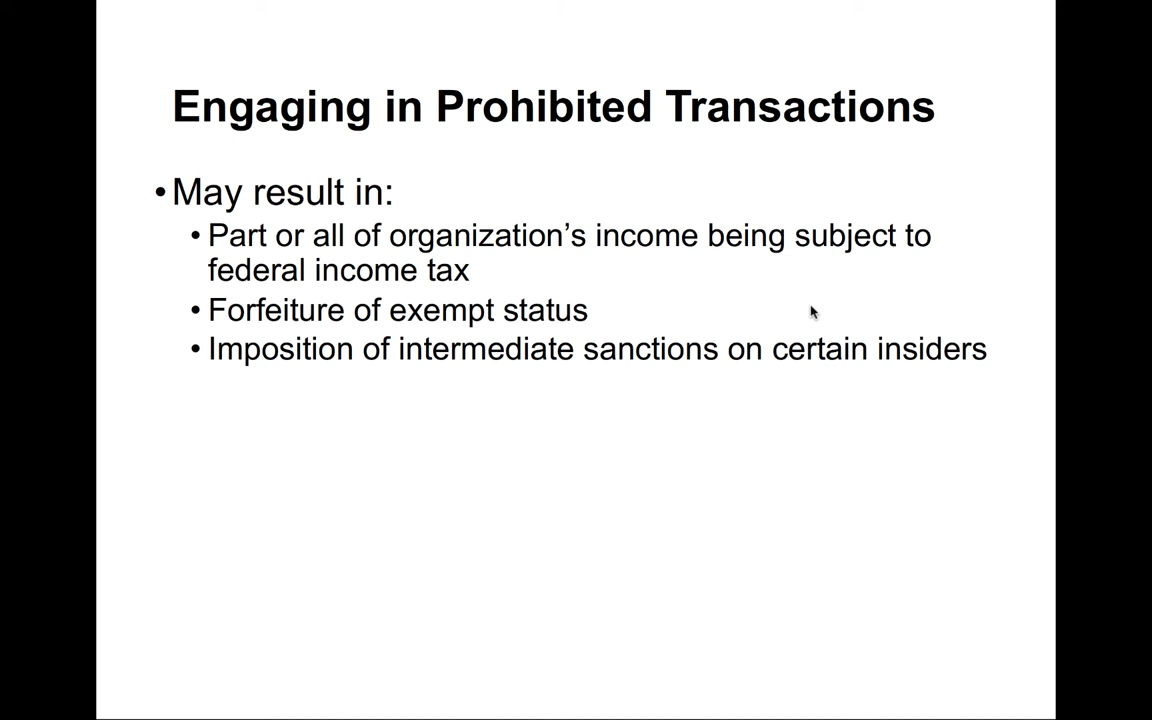 Engaging in Prohibited Transactions
•May result in:
•Part or all of organization’s income being subject to
federal income tax
•Forfeiture of exempt status
•Imposition of intermediate sanctions on certain insiders